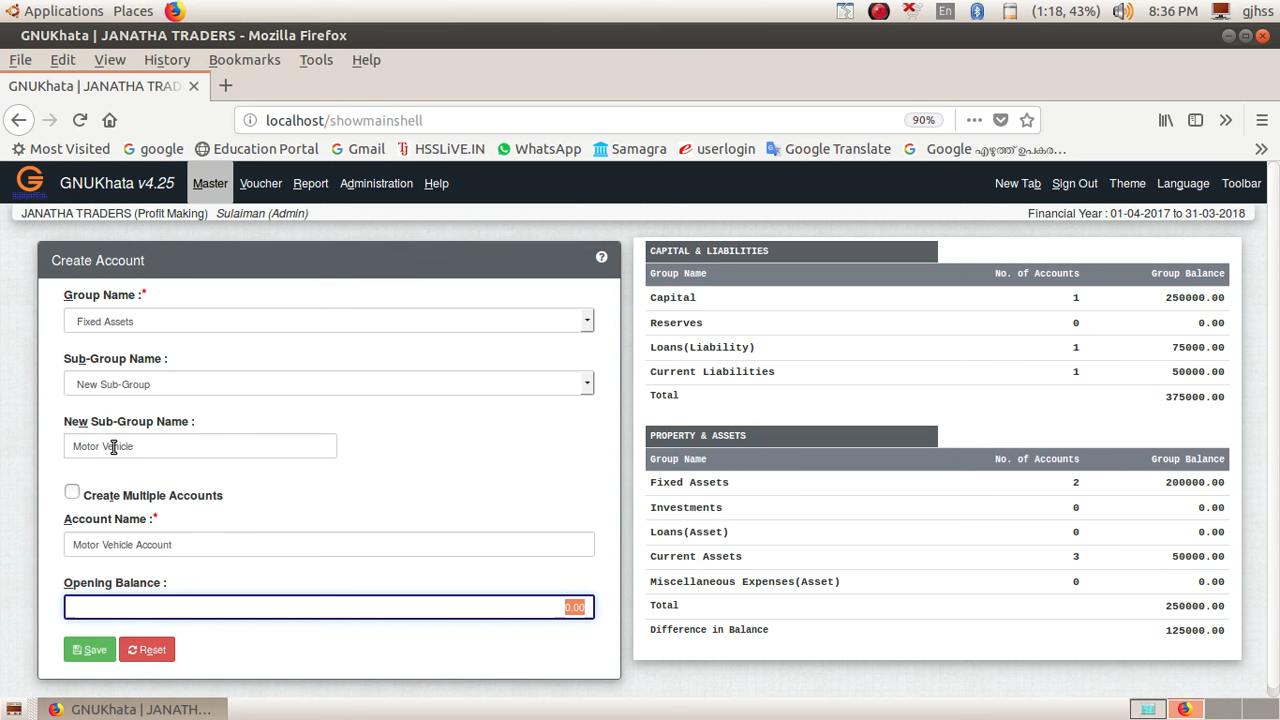 Applications Places En (1:18, 43%) 8:36 PM gjhss
GNUKhata | JANATHA TRADERS - Mozilla Firefox
File Edit View History Bookmarks Tools Help
GNUKhata | JANATHA TRAD
localhost/showmainshell 90%
Most Visited google Education Portal Gmail HSSLiVE.IN WhatsApp Samagra userlogin Google Translate Google എഴുത്ത് ഉപകര...
GNUKhata v4.25 Master Voucher Report Administration Help New Tab Sign Out Theme Language Toolbar
JANATHA TRADERS (Profit Making) Sulaiman (Admin) Financial Year : 01-04-2017 to 31-03-2018
Create Account
Group Name :*
Fixed Assets
Sub-Group Name :
New Sub-Group
New Sub-Group Name :
Motor Vehicle
Create Multiple Accounts
Account Name :*
Motor Vehicle Account
Opening Balance :
0.00
Save Reset
CAPITAL & LIABILITIES
Group Name No. of Accounts Group Balance
Capital 1 250000.00
Reserves 0 0.00
Loans(Liability) 1 75000.00
Current Liabilities 1 50000.00
Total 375000.00
PROPERTY & ASSETS
Group Name No. of Accounts Group Balance
Fixed Assets 2 200000.00
Investments 0 0.00
Loans(Asset) 0 0.00
Current Assets 3 50000.00
Miscellaneous Expenses(Asset) 0 0.00
Total 250000.00
Difference in Balance 125000.00
GNUKhata | JANATH...